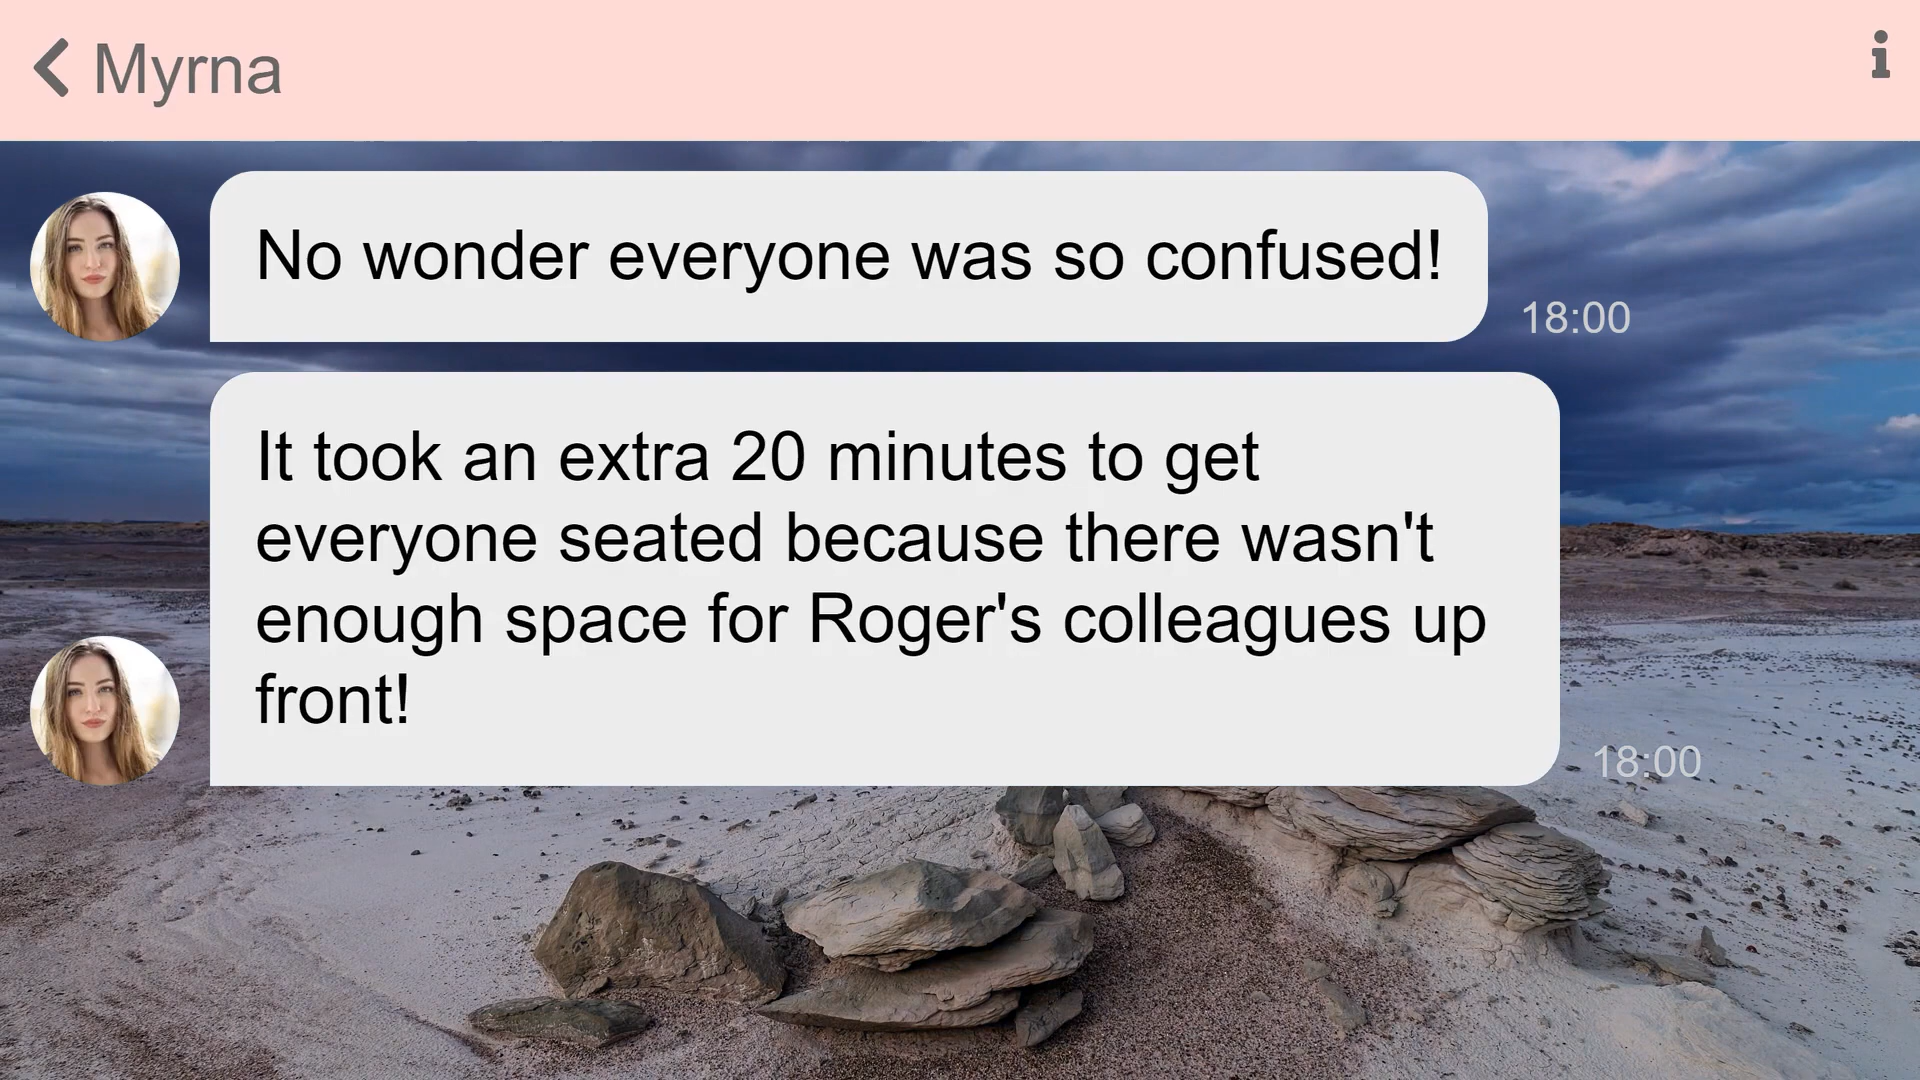 Myrna
No wonder everyone was so confused!
18:00
It took an extra 20 minutes to get
everyone seated because there wasn't
enough space for Roger's colleagues up
front!
18:00